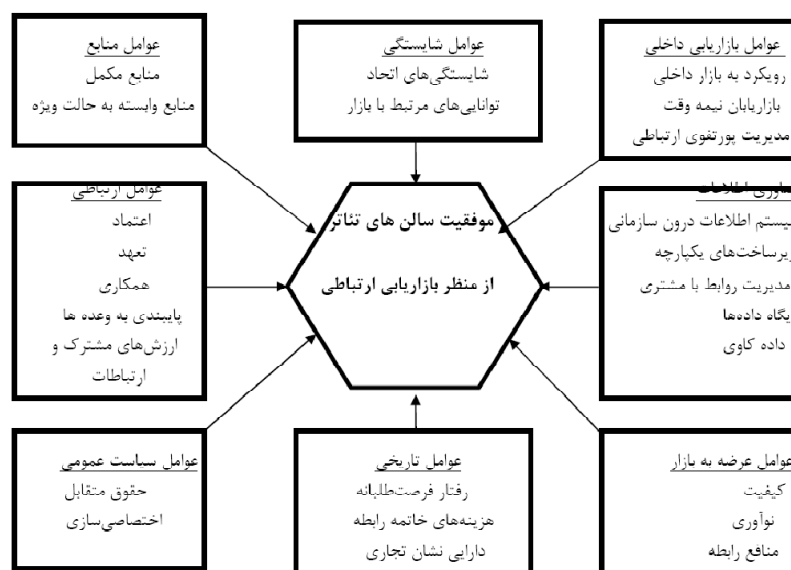 عوامل بازاریابی داخلی
رویکرد به بازار داخلی
بازاریابان نیمه وقت
مدیریت پورتفوی ارتباطی
عوامل شایستگی
شایستگی‌های اتحاد
توانایی‌های مرتبط با بازار
عوامل منابع
منابع مکمل
منابع وابسته به حالت ویژه
اطلاعات
اطلاعات درون سازمانی
یکپارچه
مدیریت روابط با مشتری
داده‌ها
داده کاوی
موفقیت سالن های تئاتر
از منظر بازاریابی ارتباطی
عوامل ارتباطی
اعتماد
تعهد
همکاری
پایبندی به وعده ها
ارزش‌های مشترک و
ارتباطات
عوامل عرضه به بازار
کیفیت
نوآوری
منافع رابطه
عوامل تاریخی
رفتار فرصت‌طلبانه
هزینه‌های خاتمه رابطه
دارایی نشان تجاری
عوامل سیاست عمومی
حقوق متقابل
اختصاصی‌سازی